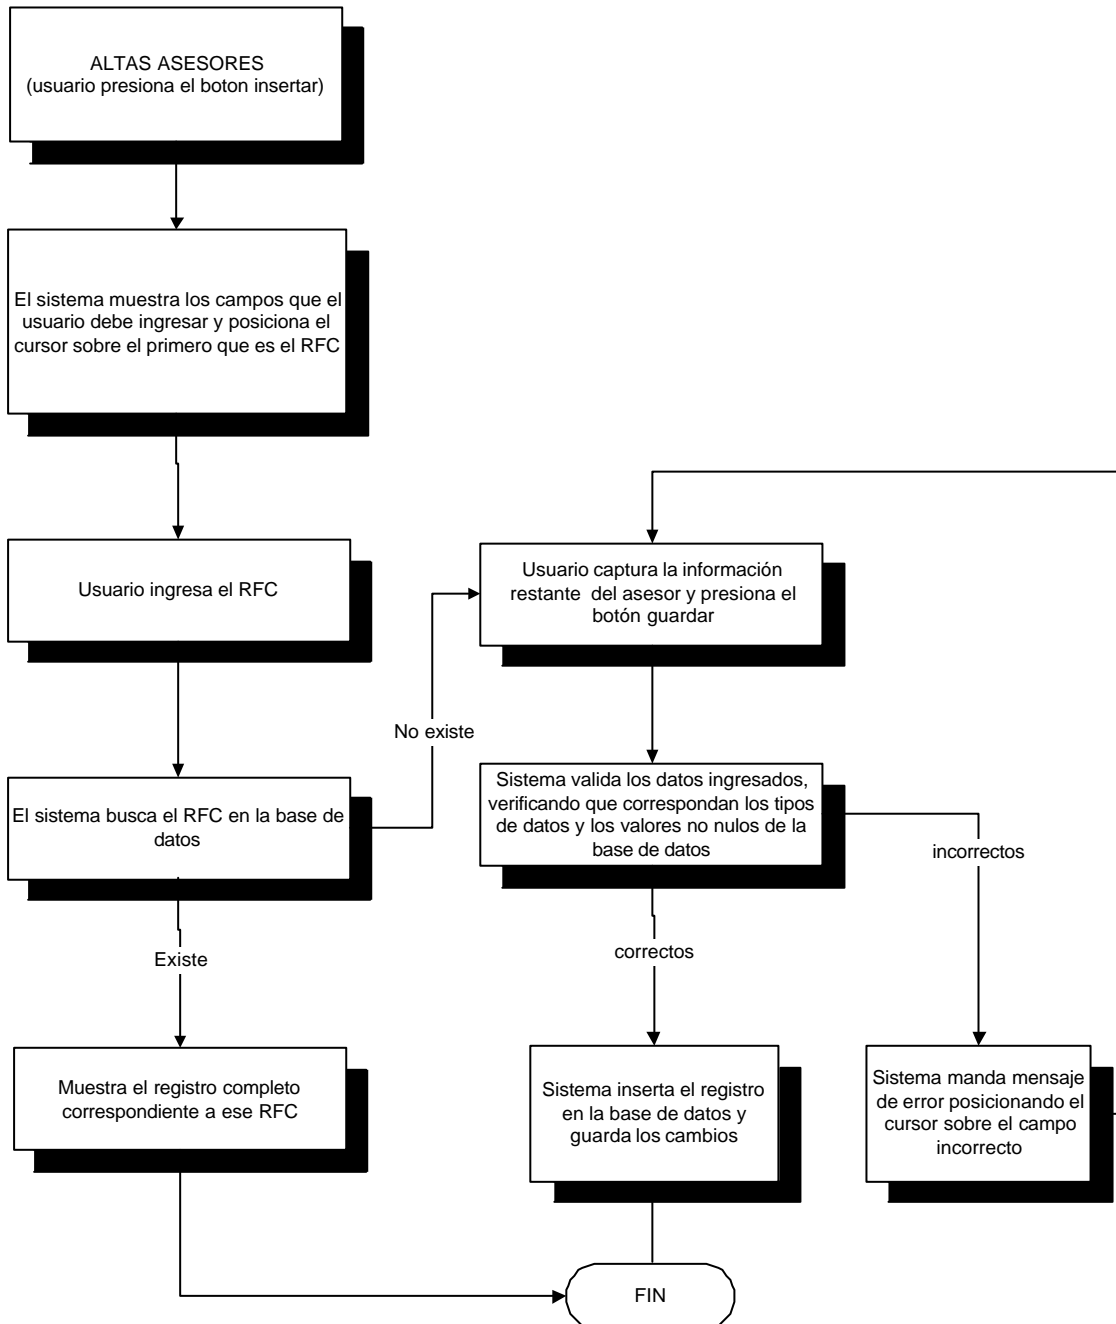 ALTAS ASESORES
(usuario presiona el boton insertar)
El sistema muestra los campos que el
usuario debe ingresar y posiciona el
cursor sobre el primero que es el RFC
Usuario ingresa el RFC
El sistema busca el RFC en la base de
datos
Existe
No existe
Muestra el registro completo
correspondiente a ese RFC
Usuario captura la información
restante del asesor y presiona el
botón guardar
Sistema valida los datos ingresados,
verificando que correspondan los tipos
de datos y los valores no nulos de la
base de datos
correctos
incorrectos
Sistema inserta el registro
en la base de datos y
guarda los cambios
Sistema manda mensaje
de error posicionando el
cursor sobre el campo
incorrecto
FIN